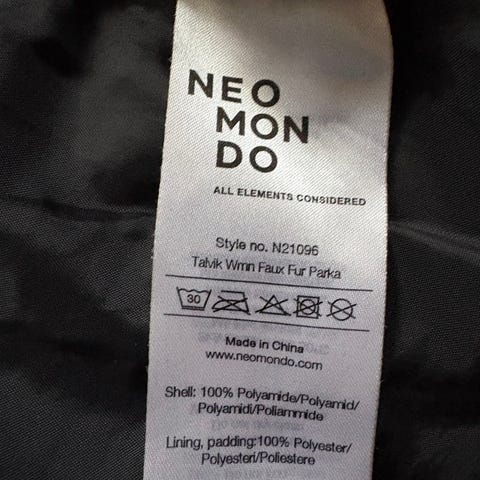 NEO
MON
DO
ALL ELEMENTS CONSIDERED
Style no. N21096
Talvik Wmn Faux Fur Parka
30
Made in China
www.neomondo.com
Shell: 100% Polyamide/Polyamid/
Polyamidi/Poliammide
Lining, padding:100% Polyester/
Polyesteri/Poliestere